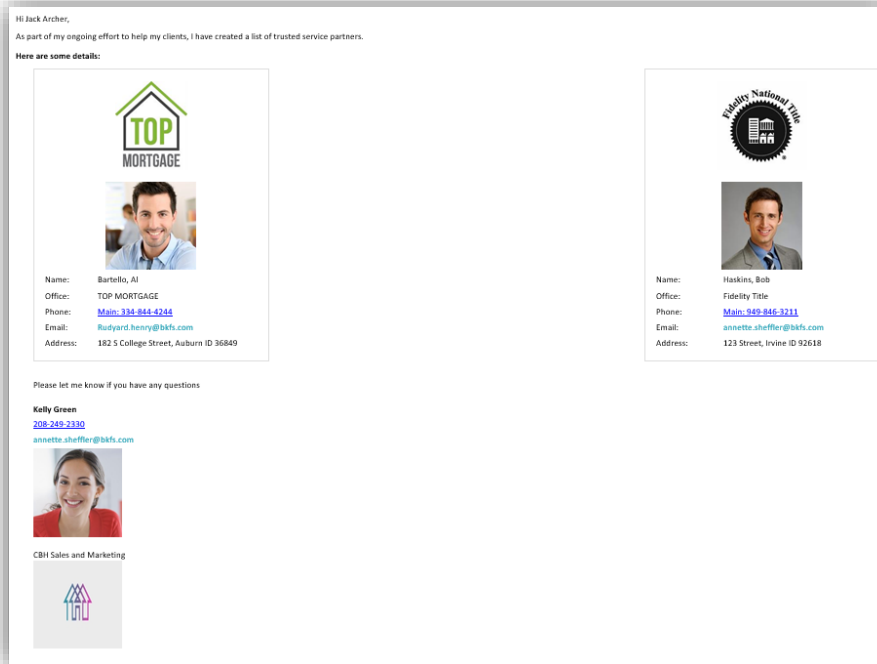 Hi Jack Archer,
As part of my ongoing effort to help my clients, I have created a list of trusted service partners.
Here are some details:
TOP
MORTGAGE
Name: Bartello, Al
Office: TOP MORTGAGE
Phone: Main: 334-844-4244
Email: Rudyard.henry@bkfs.com
Address: 182 S College Street, Auburn ID 36849
Fidelity National Title
Name: Haskins, Bob
Office: Fidelity Title
Phone: Main: 949-846-3211
Email: annette.sheffler@bkfs.com
Address: 123 Street, Irvine ID 92618
Please let me know if you have any questions
Kelly Green
208-249-2330
annette.sheffler@bkfs.com
CBH Sales and Marketing